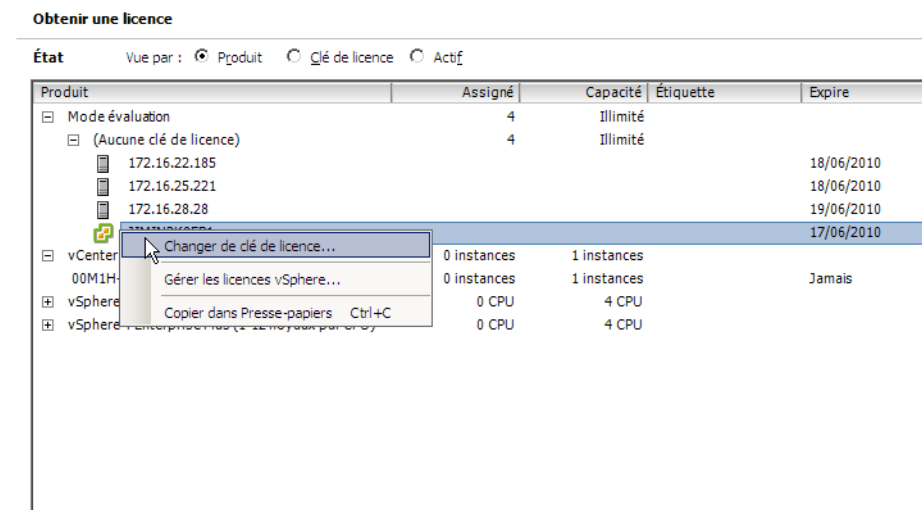 Obtenir une licence
État Vue par : Produit Clé de licence Actif
Produit Assigné Capacité Étiquette Expire
Mode évaluation 4 Illimité
(Aucune clé de licence) 4 Illimité
172.16.22.185 18/06/2010
172.16.25.221 18/06/2010
172.16.28.28 19/06/2010
17/06/2010
Changer de clé de licence...
vCenter 0 instances 1 instances
00M1H- 0 instances 1 instances Jamais
Gérer les licences vSphere...
vSphere 0 CPU 4 CPU
Copier dans Presse-papiers Ctrl+C
vSphere 0 CPU 4 CPU